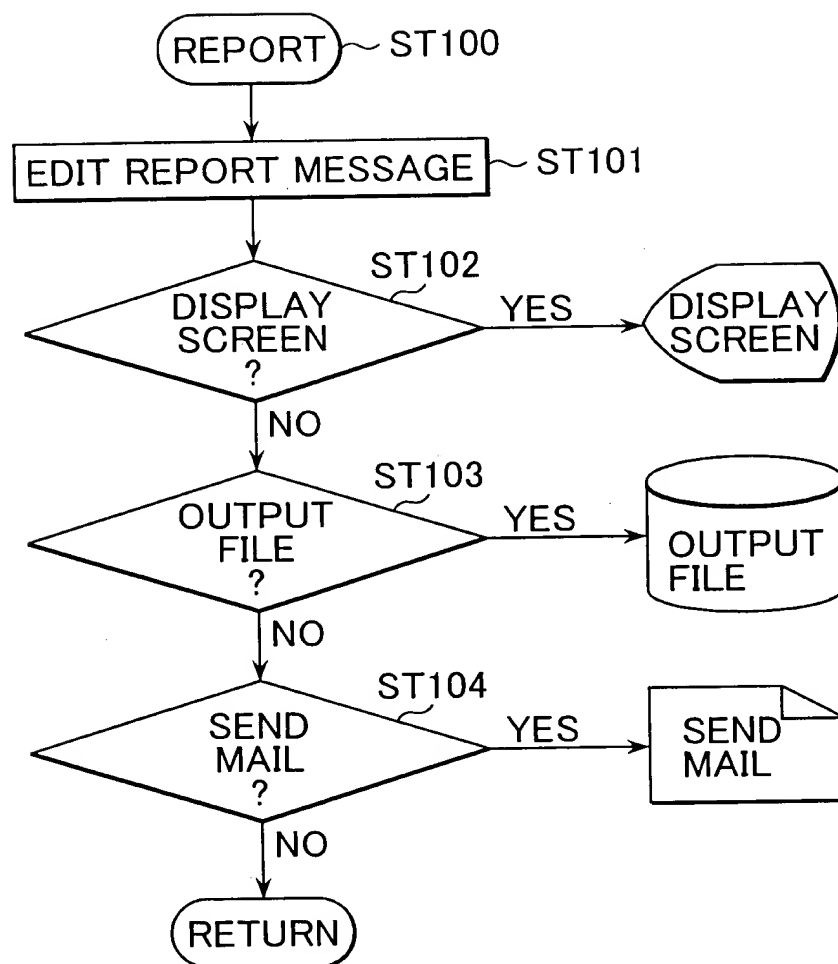 REPORT
ST100
EDIT REPORT MESSAGE
ST101
ST102
DISPLAY
SCREEN
?
YES
DISPLAY
SCREEN
NO
ST103
OUTPUT
FILE
?
YES
OUTPUT
FILE
NO
ST104
SEND
MAIL
?
YES
SEND
MAIL
NO
RETURN